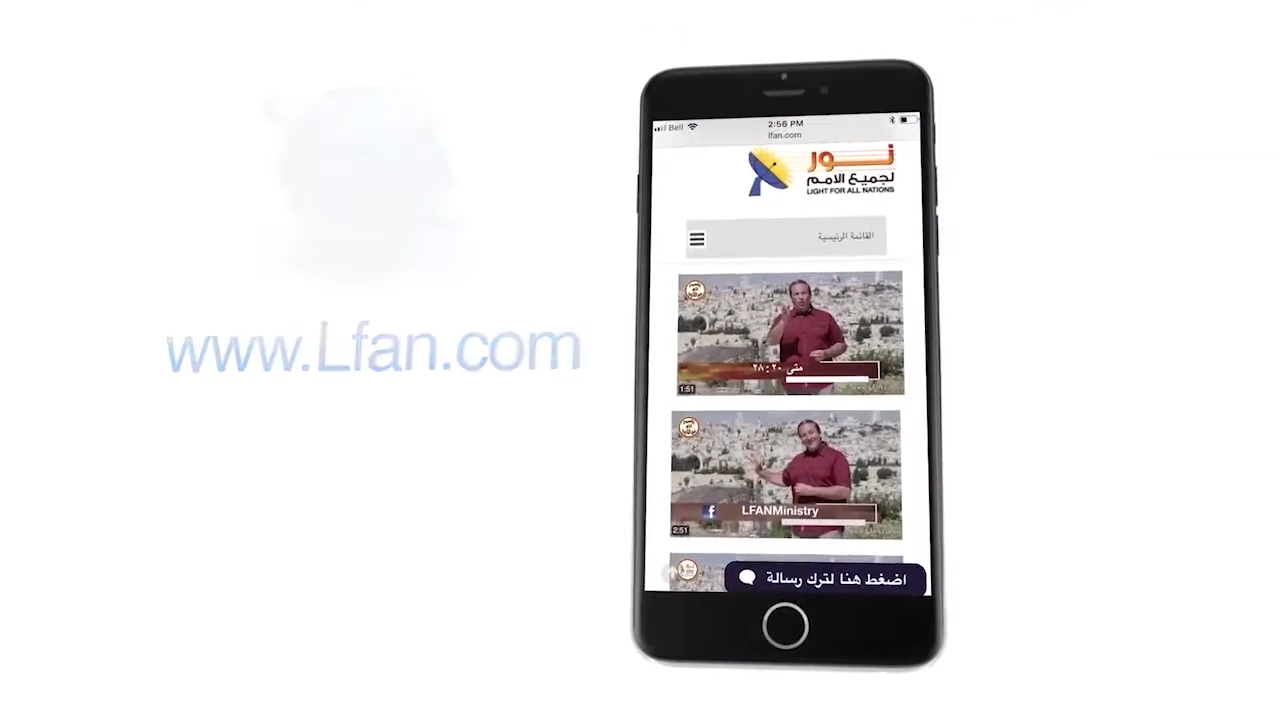 www.Lfan.com
Bell
2:56 PM
lfan.com
نور
لجميع الامم
LIGHT FOR ALL NATIONS
القائمة الرئيسية
متى ٢٠ : ٢٨
1:51
LFANMinistry
2:51
اضغط هنا لترك رسالة